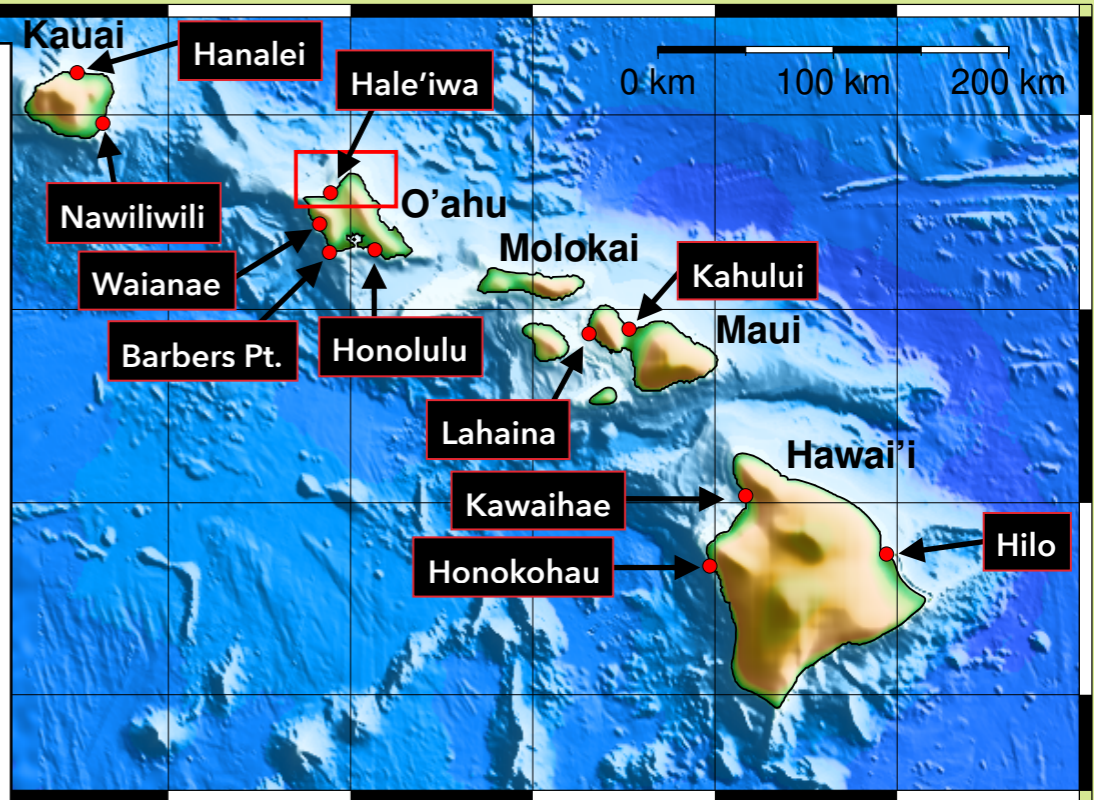 Kauai
Hanalei
Hale’iwa
0 km 100 km 200 km
Nawiliwili
O’ahu
Waianae
Molokai
Kahului
Barbers Pt.
Honolulu
Maui
Lahaina
Hawai’i
Kawaihae
Hilo
Honokohau